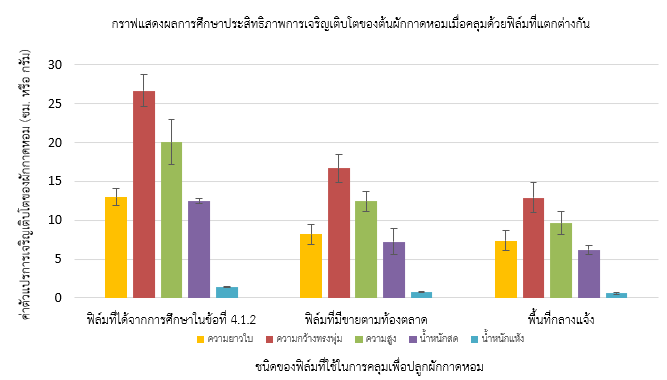 กราฟแสดงผลการศึกษาประสิทธิภาพการเจริญเติบโตของต้นผักกาดหอมเมื่อคลุมด้วยฟิล์มที่แตกต่างกัน
ค่าตัวแปรการเจริญเติบโตของผักกาดหอม (ซม. หรือ กรัม)
30
25
20
15
10
5
0
ฟิล์มที่ได้จากการศึกษาในข้อที่ 4.1.2 ฟิล์มที่มีขายตามท้องตลาด พื้นที่กลางแจ้ง
ความยาวใบ ความกว้างทรงพุ่ม ความสูง น้ำหนักสด น้ำหนักแห้ง
ชนิดของฟิล์มที่ใช้ในการคลุมเพื่อปลูกผักกาดหอม